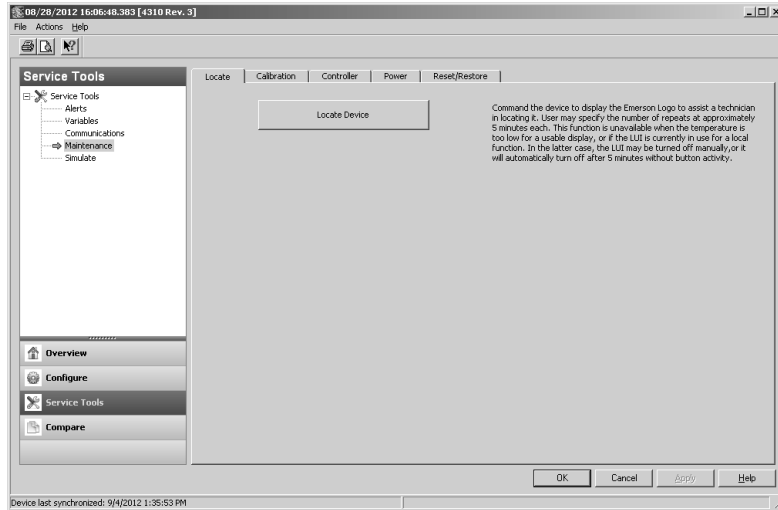 08/28/2012 16:06:48.383 [4310 Rev. 3]
File Actions Help
Service Tools
Service Tools
Alerts
Variables
Communications
Maintenance
Simulate
Overview
Configure
Service Tools
Compare
Locate Calibration Controller Power Reset/Restore
Locate Device
Command the device to display the Emerson Logo to assist a technician
in locating it. User may specify the number of repeats at approximately
5 minutes each. This function is unavailable when the temperature is
too low for a usable display, or if the LUI is currently in use for a local
function. In the latter case, the LUI may be turned off manually,or it
will automatically turn off after 5 minutes without button activity.
OK Cancel Apply Help
Device last synchronized: 9/4/2012 1:35:53 PM